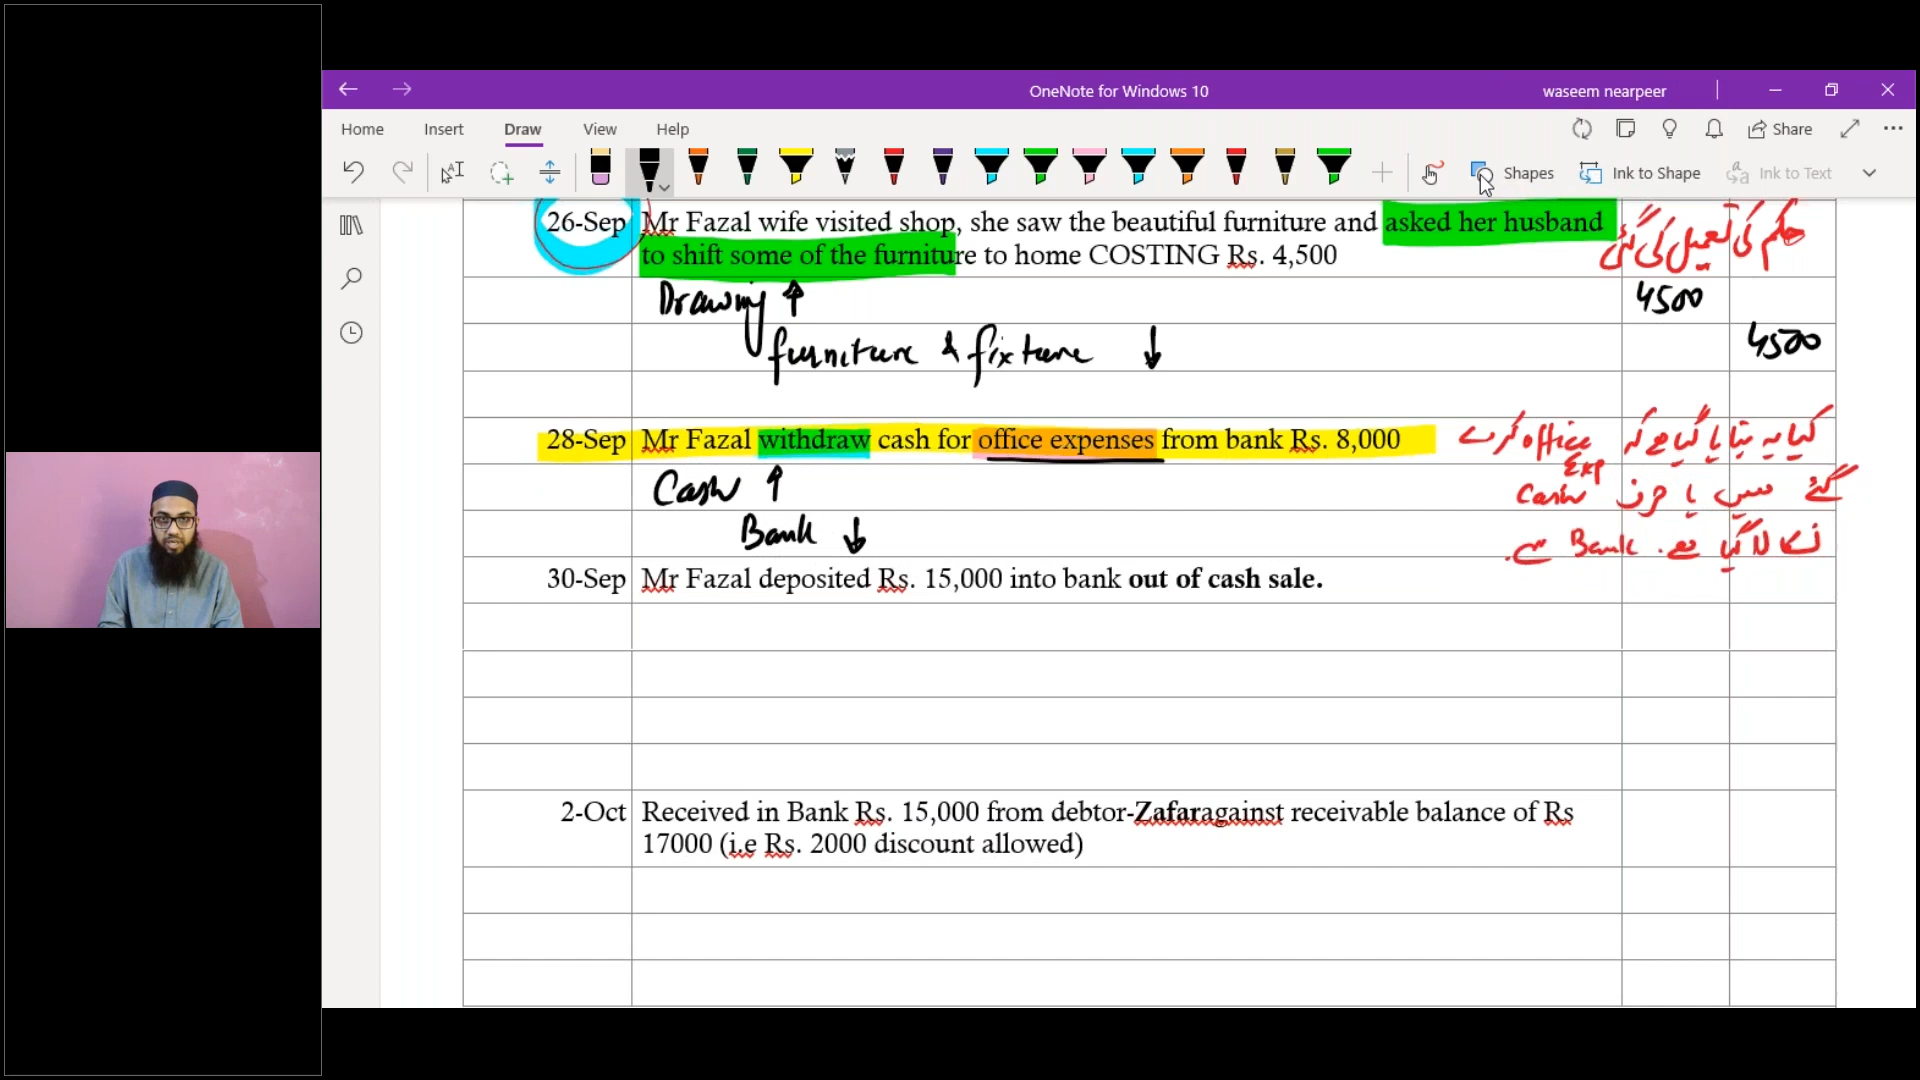 OneNote for Windows 10
waseem nearpeer
Home Insert Draw View Help
Share
Shapes
Ink to Shape
Ink to Text
26-Sep Mr Fazal wife visited shop, she saw the beautiful furniture and asked her husband
to shift some of the furniture to home COSTING Rs. 4,500
حکم کی تعمیل کی گئی
Drawing ↑ 4500
furniture & fixture ↓ 4500
28-Sep Mr Fazal withdraw cash for office expenses from bank Rs. 8,000
کیا یہ بتایا گیا ہے کہ office کرے
Exp
Cash ↑
گئے ہیں یا صرف Cash
Bank ↓
نکالا گیا ہے۔ Bank سے۔
30-Sep Mr Fazal deposited Rs. 15,000 into bank out of cash sale.
2-Oct Received in Bank Rs. 15,000 from debtor-Zafaragainst receivable balance of Rs
17000 (i.e Rs. 2000 discount allowed)